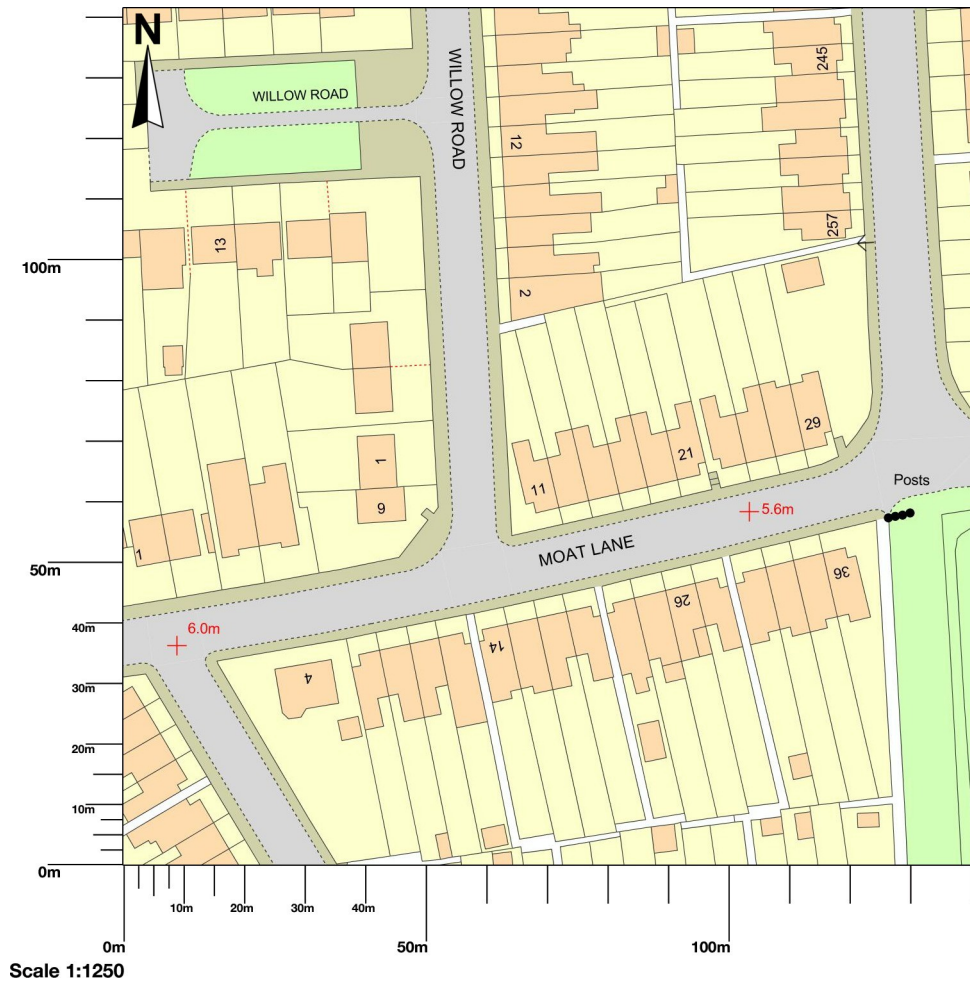 N
WILLOW ROAD
WILLOW ROAD
245
12
257
13
100m
2
29
21
11
1
9
Posts
5.6m
MOAT LANE
1
50m
36
40m
6.0m
26
14
4
30m
20m
10m
0m
10m
20m
30m
40m
0m
50m
100m
Scale 1:1250